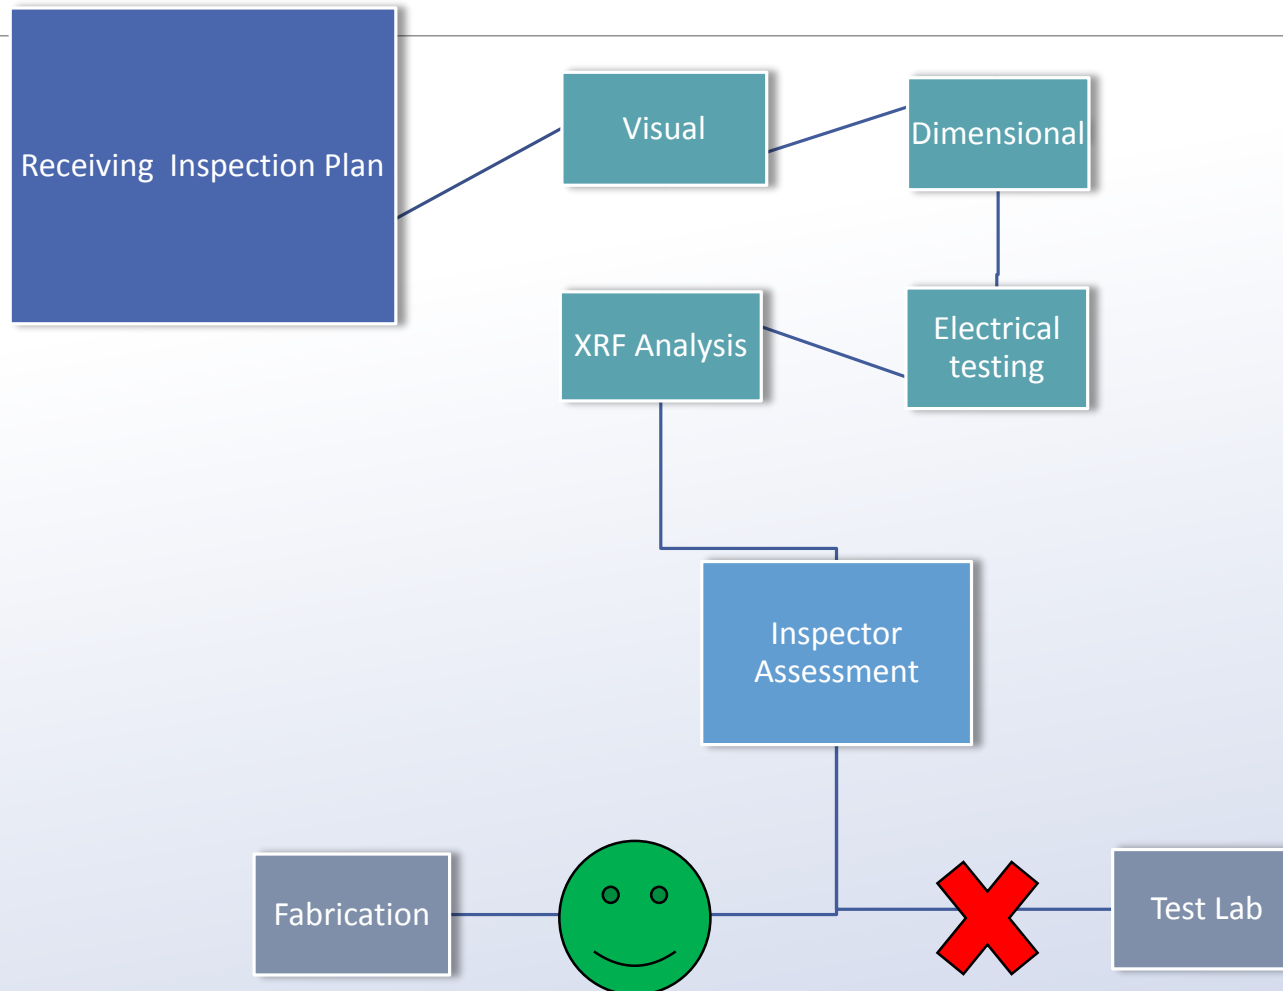 Receiving  Inspection Plan
Visual
Dimensional
XRF Analysis
Electrical
testing
Inspector
Assessment
Fabrication
Test Lab